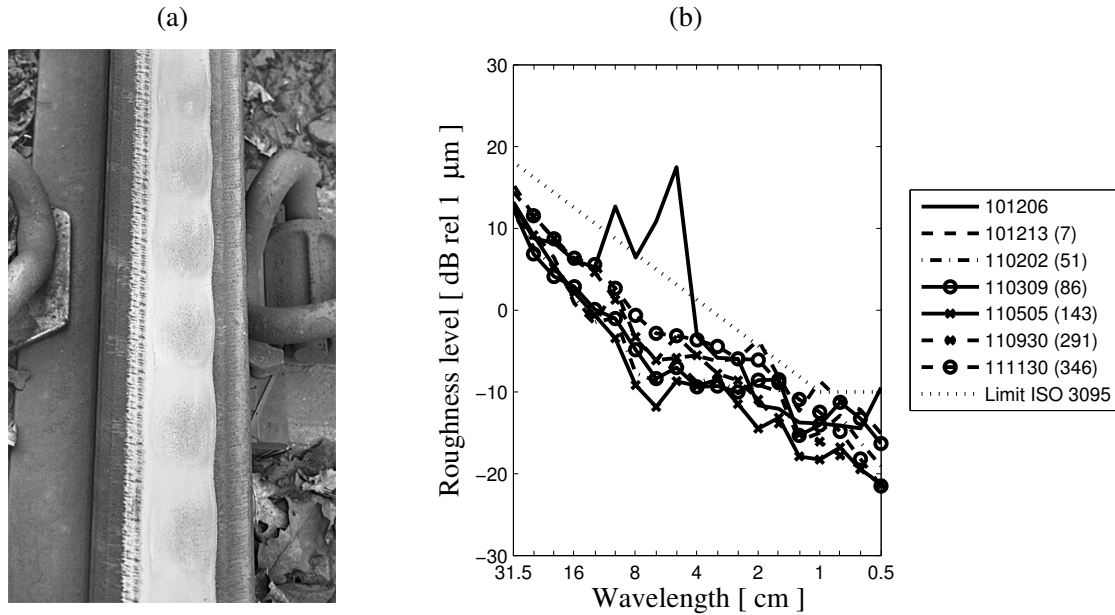 (a)
(b)
30
20
10
0
−10
−20
−30
31.5 16 8 4 2 1 0.5
Roughness level [ dB rel 1 μm ]
Wavelength [ cm ]
101206
101213 (7)
110202 (51)
110309 (86)
110505 (143)
110930 (291)
111130 (346)
Limit ISO 3095